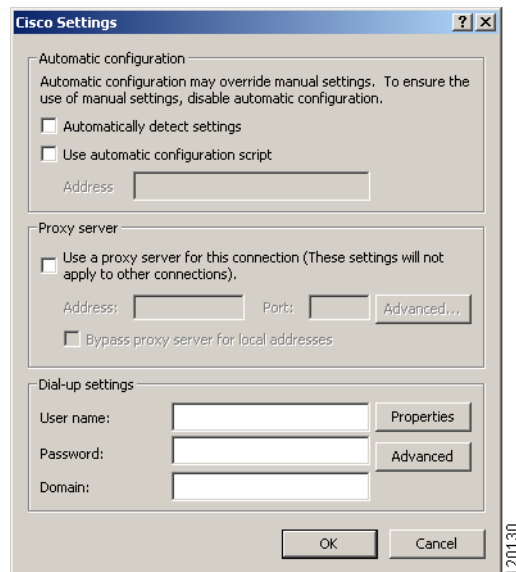 Cisco Settings
Automatic configuration
Automatic configuration may override manual settings. To ensure the
use of manual settings, disable automatic configuration.
Automatically detect settings
Use automatic configuration script
Address
Proxy server
Use a proxy server for this connection (These settings will not
apply to other connections).
Address:
Port:
Advanced...
Bypass proxy server for local addresses
Dial-up settings
User name:
Properties
Password:
Advanced
Domain:
OK
Cancel
120130